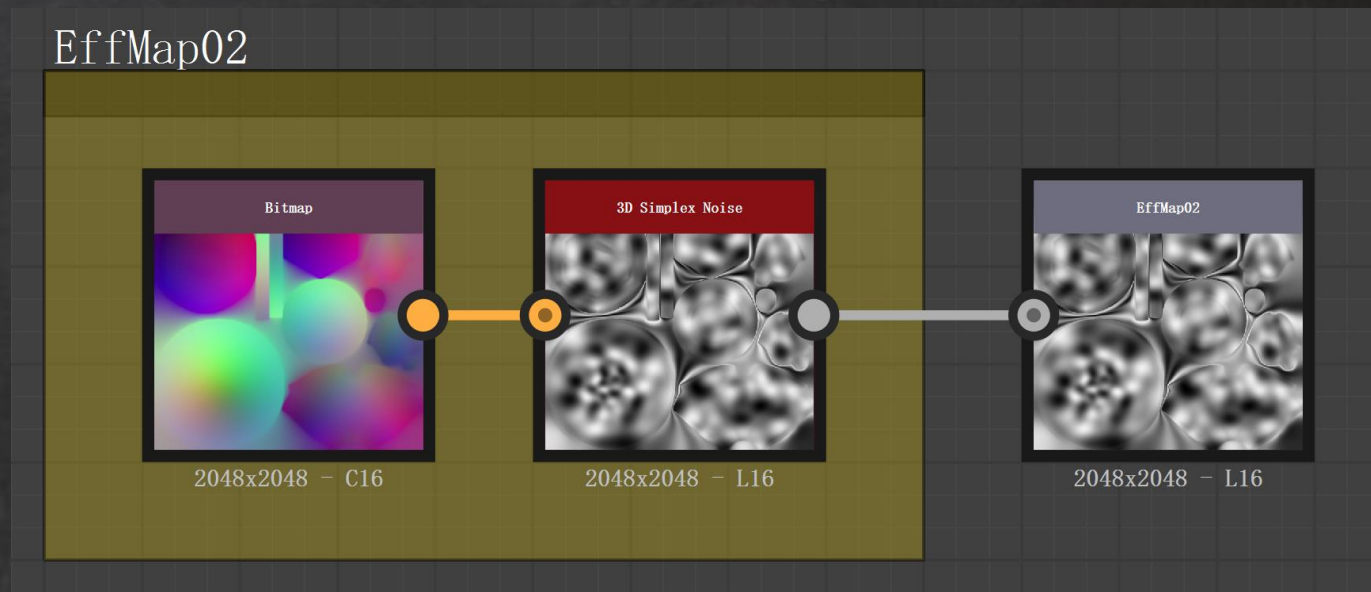 EffMap02
Bitmap
3D Simplex Noise
EffMap02
2048x2048 - C16
2048x2048 - L16
2048x2048 - L16